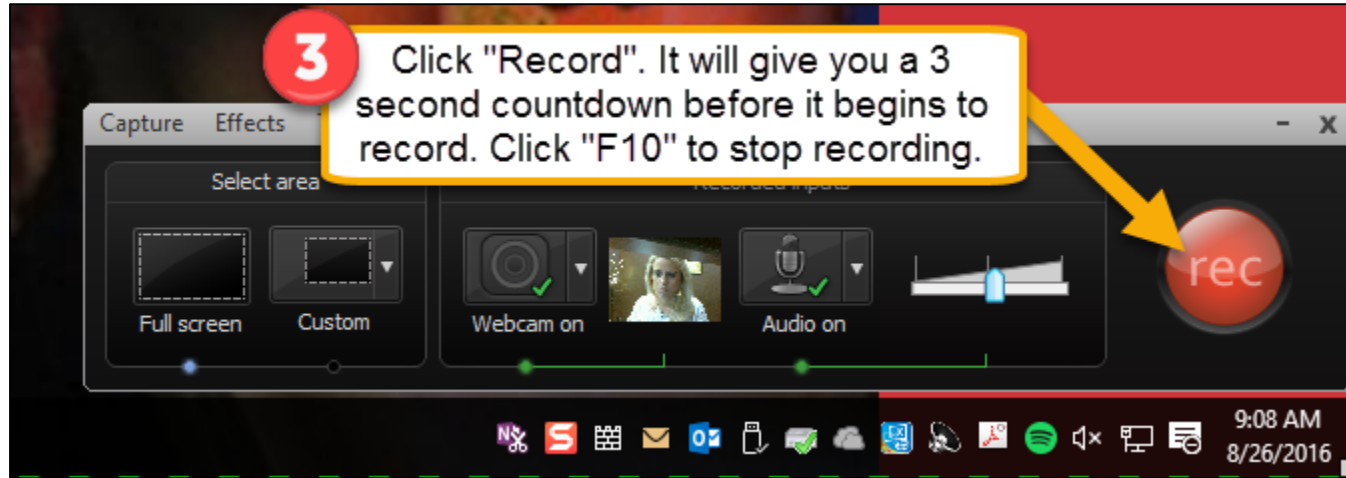 3
Click "Record". It will give you a 3
second countdown before it begins to
record. Click "F10" to stop recording.
Capture Effects
- x
Select area
Recorded inputs
rec
Full screen
Custom
Webcam on
Audio on
9:08 AM
8/26/2016